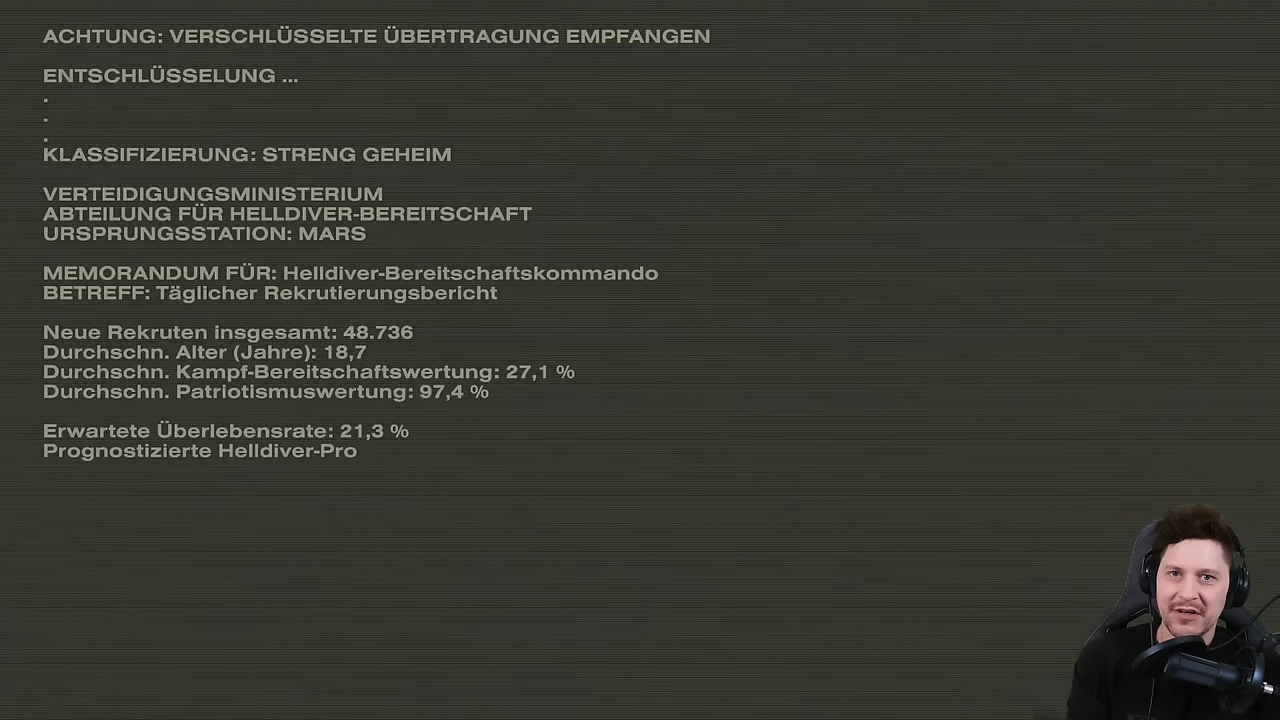 ACHTUNG: VERSCHLÜSSELTE ÜBERTRAGUNG EMPFANGEN
ENTSCHLÜSSELUNG ...
.
.
.
KLASSIFIZIERUNG: STRENG GEHEIM
VERTEIDIGUNGSMINISTERIUM
ABTEILUNG FÜR HELLDIVER-BEREITSCHAFT
URSPRUNGSSTATION: MARS
MEMORANDUM FÜR: Helldiver-Bereitschaftskommando
BETREFF: Täglicher Rekrutierungsbericht
Neue Rekruten insgesamt: 48.736
Durchschn. Alter (Jahre): 18,7
Durchschn. Kampf-Bereitschaftswertung: 27,1 %
Durchschn. Patriotismuswertung: 97,4 %
Erwartete Überlebensrate: 21,3 %
Prognostizierte Helldiver-Pro